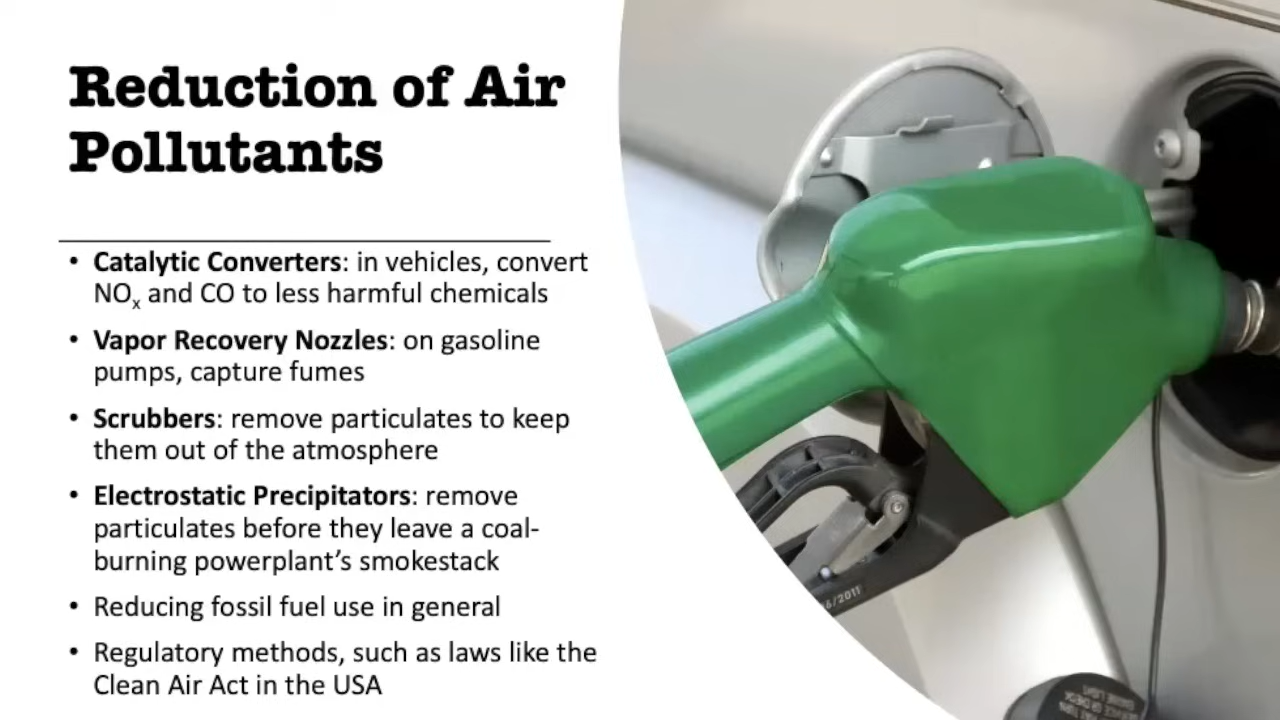 Reduction of Air
Pollutants
• Catalytic Converters: in vehicles, convert
NOₓ and CO to less harmful chemicals
• Vapor Recovery Nozzles: on gasoline
pumps, capture fumes
• Scrubbers: remove particulates to keep
them out of the atmosphere
• Electrostatic Precipitators: remove
particulates before they leave a coal-
burning powerplant’s smokestack
• Reducing fossil fuel use in general
• Regulatory methods, such as laws like the
Clean Air Act in the USA
6/2011